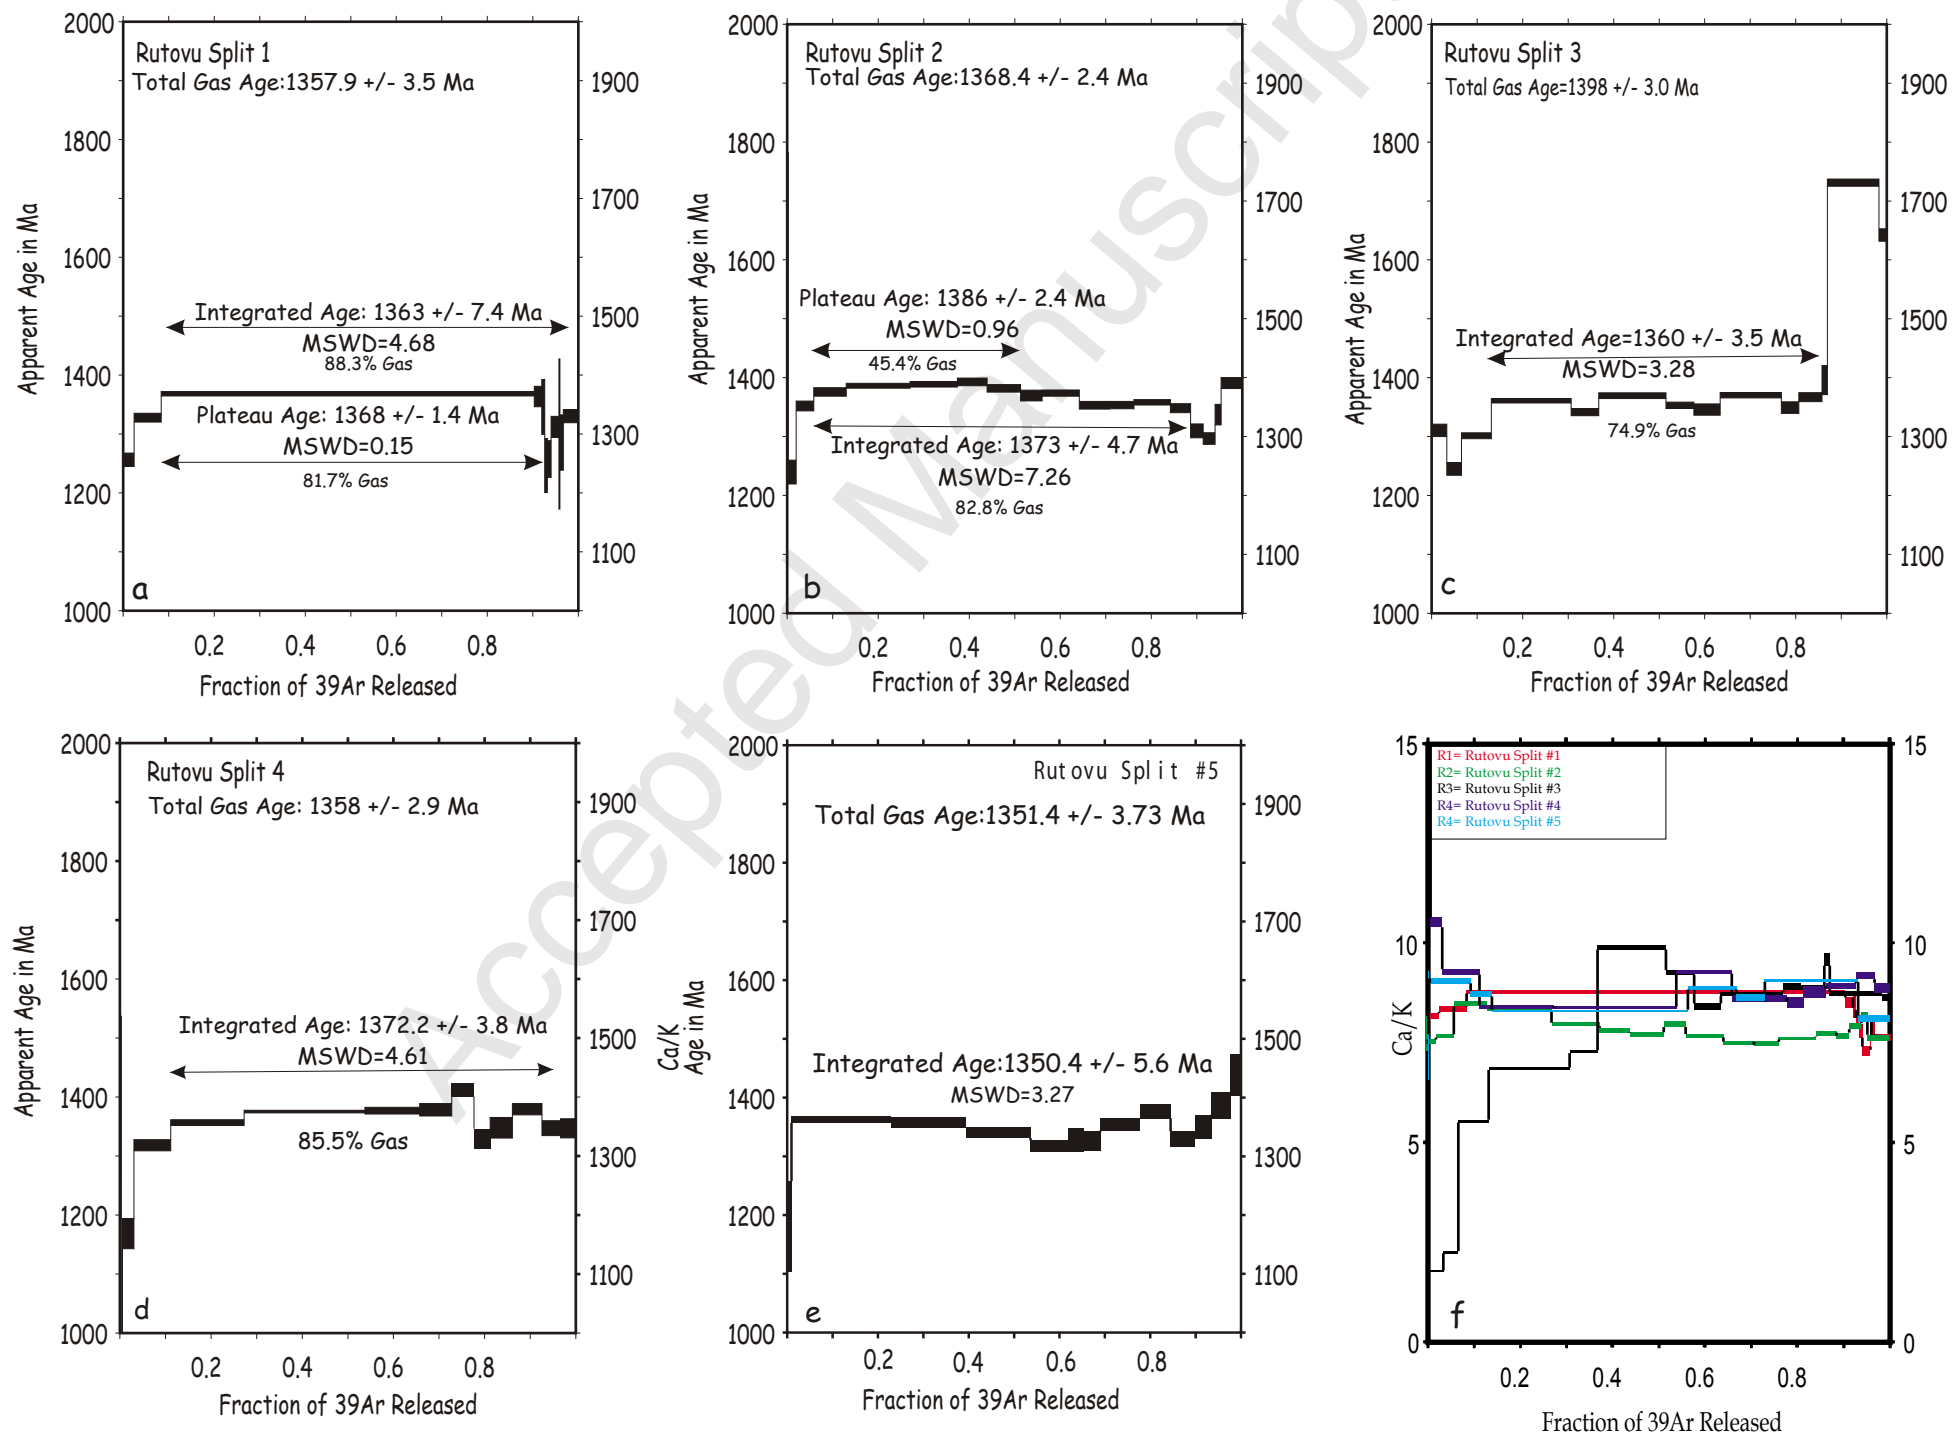 Accepted Manuscrip
2000
1800
1600
1400
1200
1000
1900
1700
1500
1300
1100
Apparent Age in Ma
Rutovu Split 1
Total Gas Age:1357.9 +/- 3.5 Ma
Integrated Age: 1363 +/- 7.4 Ma
MSWD=4.68
88.3% Gas
Plateau Age: 1368 +/- 1.4 Ma
MSWD=0.15
81.7% Gas
a
0.2 0.4 0.6 0.8
Fraction of 39Ar Released
2000
1800
1600
1400
1200
1000
1900
1700
1500
1300
1100
Apparent Age in Ma
Rutovu Split 2
Total Gas Age:1368.4 +/- 2.4 Ma
Plateau Age: 1386 +/- 2.4 Ma
MSWD=0.96
45.4% Gas
Integrated Age: 1373 +/- 4.7 Ma
MSWD=7.26
82.8% Gas
b
0.2 0.4 0.6 0.8
Fraction of 39Ar Released
2000
1800
1600
1400
1200
1000
1900
1700
1500
1300
1100
Apparent Age in Ma
Rutovu Split 3
Total Gas Age=1398 +/- 3.0 Ma
Integrated Age=1360 +/- 3.5 Ma
MSWD=3.28
74.9% Gas
c
0.2 0.4 0.6 0.8
Fraction of 39Ar Released
2000
1800
1600
1400
1200
1000
1900
1700
1500
1300
1100
Apparent Age in Ma
Rutovu Split 4
Total Gas Age: 1358 +/- 2.9 Ma
Integrated Age: 1372.2 +/- 3.8 Ma
MSWD=4.61
85.5% Gas
d
0.2 0.4 0.6 0.8
Fraction of 39Ar Released
2000
1800
1600
1400
1200
1000
1900
1700
1500
1300
1100
Ca/K
Age in Ma
Rutovu Split #5
Total Gas Age:1351.4 +/- 3.73 Ma
Integrated Age:1350.4 +/- 5.6 Ma
MSWD=3.27
e
0.2 0.4 0.6 0.8
Fraction of 39Ar Released
15
10
5
0
15
10
5
0
Ca/K
R1= Rutovu Split #1
R2= Rutovu Split #2
R3= Rutovu Split #3
R4= Rutovu Split #4
R4= Rutovu Split #5
f
0.2 0.4 0.6 0.8
Fraction of 39Ar Released